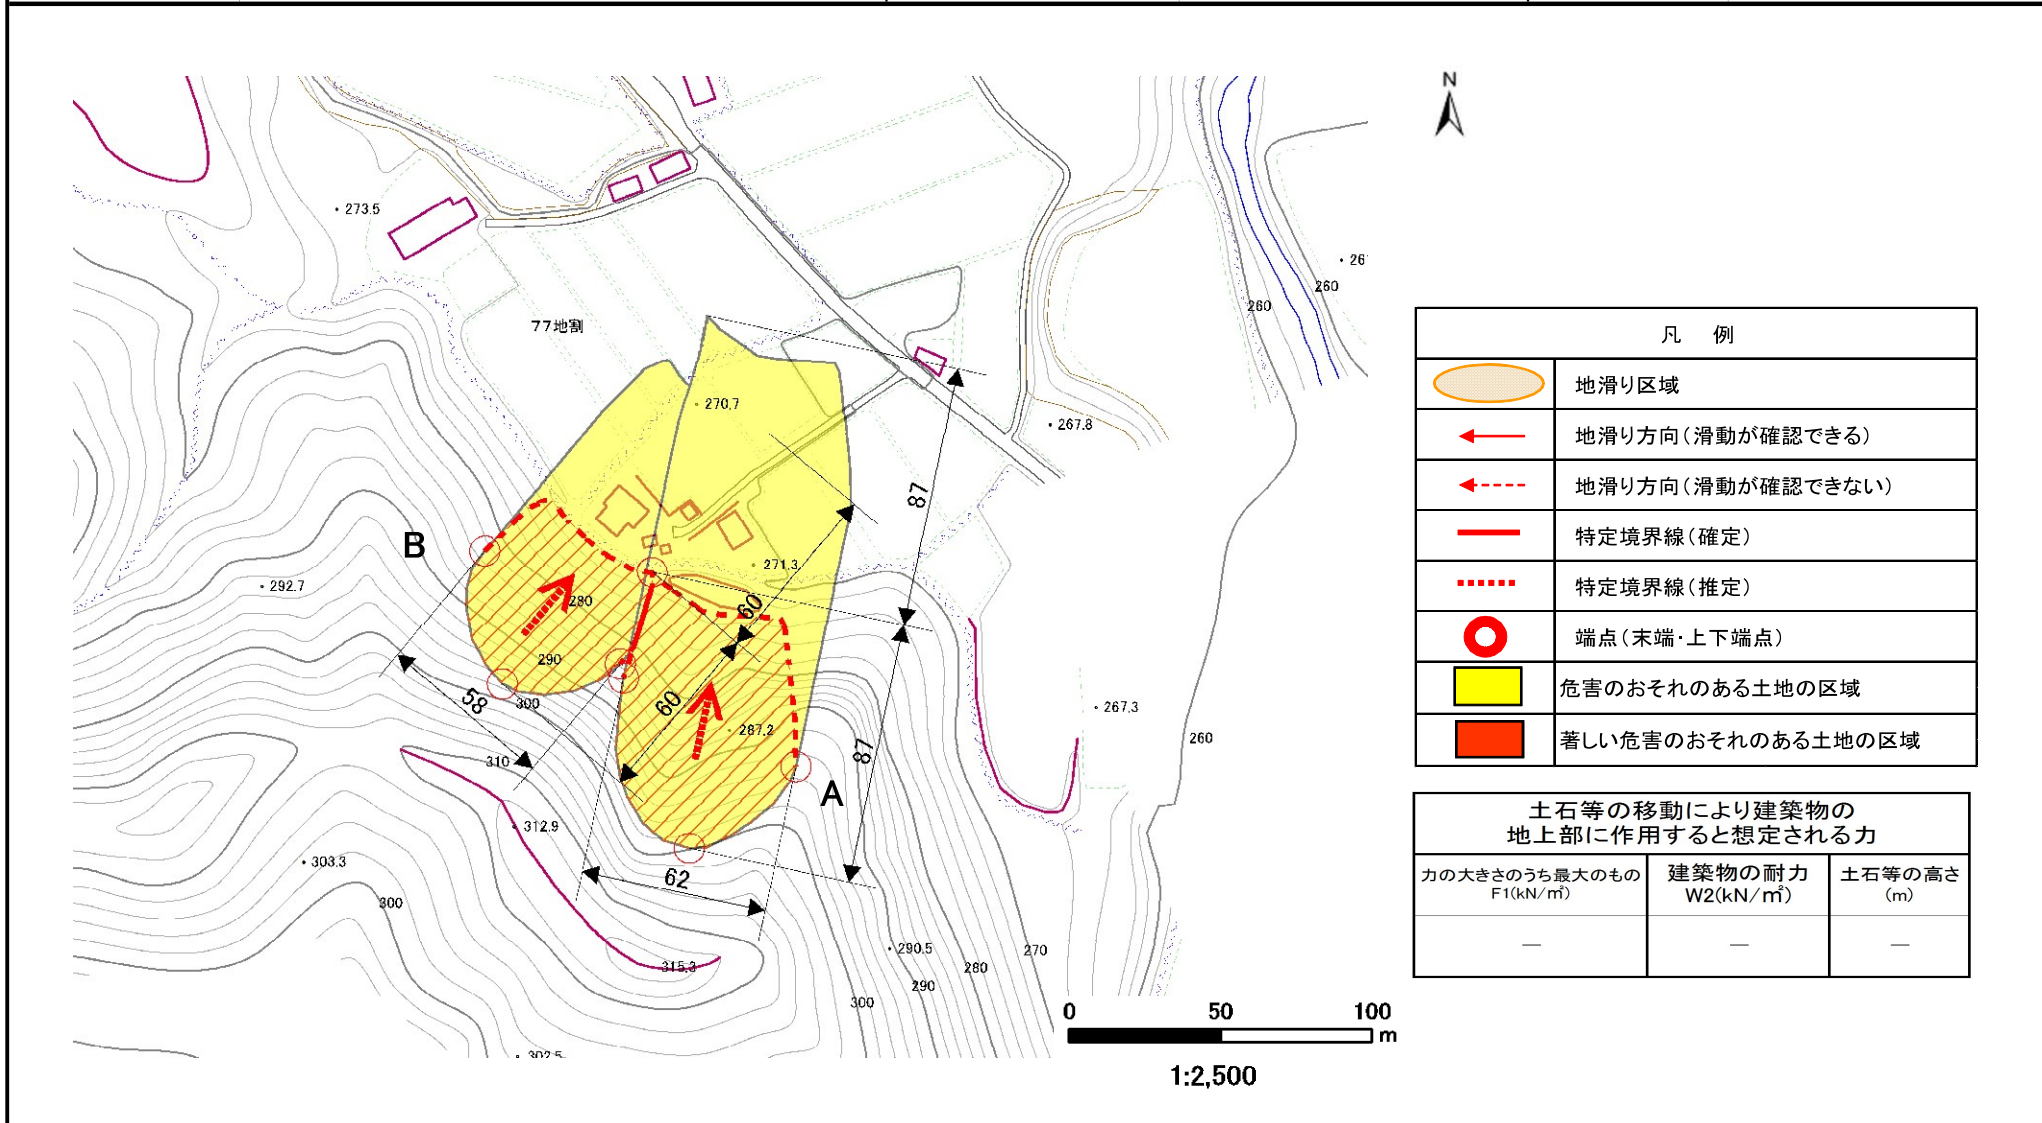 N
273.5
26
260
260
77地割
270.7
267.8
87
B
271.3
292.7
280
60
290
58
300
60
287.2
267.3
260
310
87
A
312.9
303.3
62
300
290.5
270
315.3
280
290
300
302.5
0 50 100
m
1:2,500
凡 例
地滑り区域
地滑り方向(滑動が確認できる)
地滑り方向(滑動が確認できない)
特定境界線(確定)
特定境界線(推定)
端点(末端・上下端点)
危害のおそれのある土地の区域
著しい危害のおそれのある土地の区域
土石等の移動により建築物の
地上部に作用すると想定される力
力の大きさのうち最大のもの
F1(kN/㎡)
建築物の耐力
W2(kN/㎡)
土石等の高さ
(m)
― ― ―